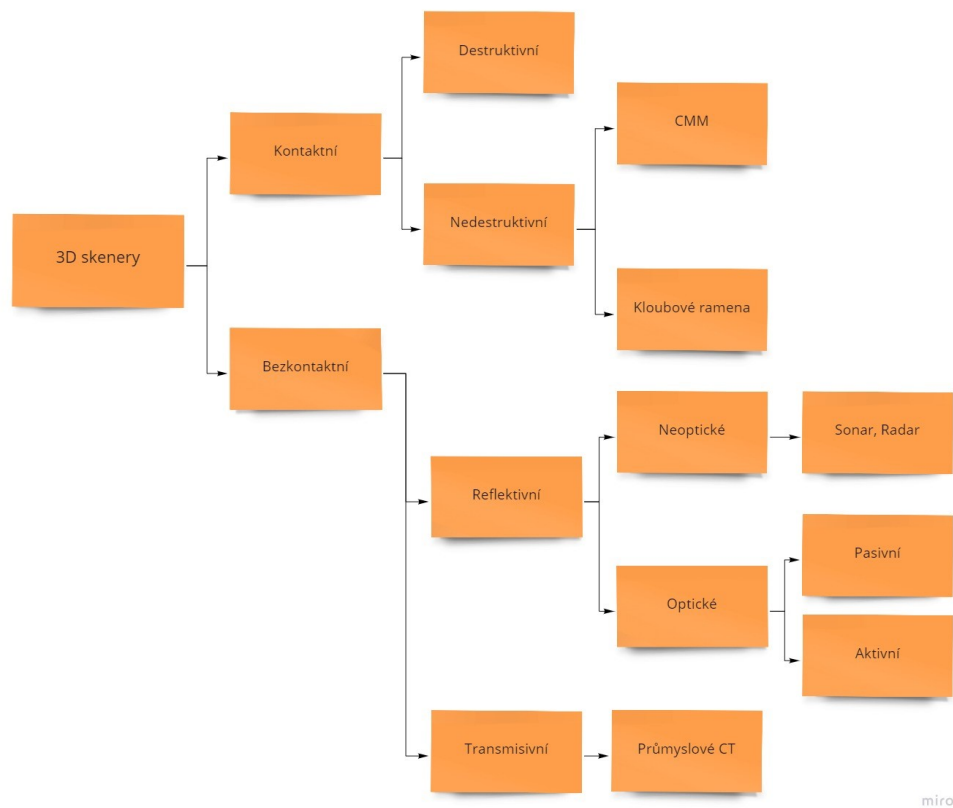 Destruktivní
CMM
Kontaktní
Nedestruktivní
3D skenery
Kloubové ramena
Bezkontaktní
Neoptické
Sonar, Radar
Reflektivní
Pasivní
Optické
Aktivní
Transmisivní
Průmyslové CT
miro